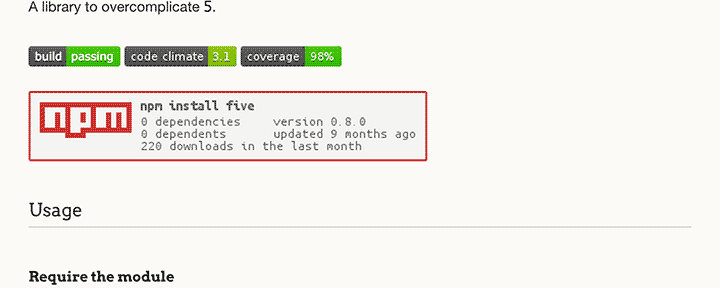 A library to overcomplicate 5.
build passing code climate 3.1 coverage 98%
npm npm install five
0 dependencies version 0.8.0
0 dependents updated 9 months ago
220 downloads in the last month
Usage
Require the module